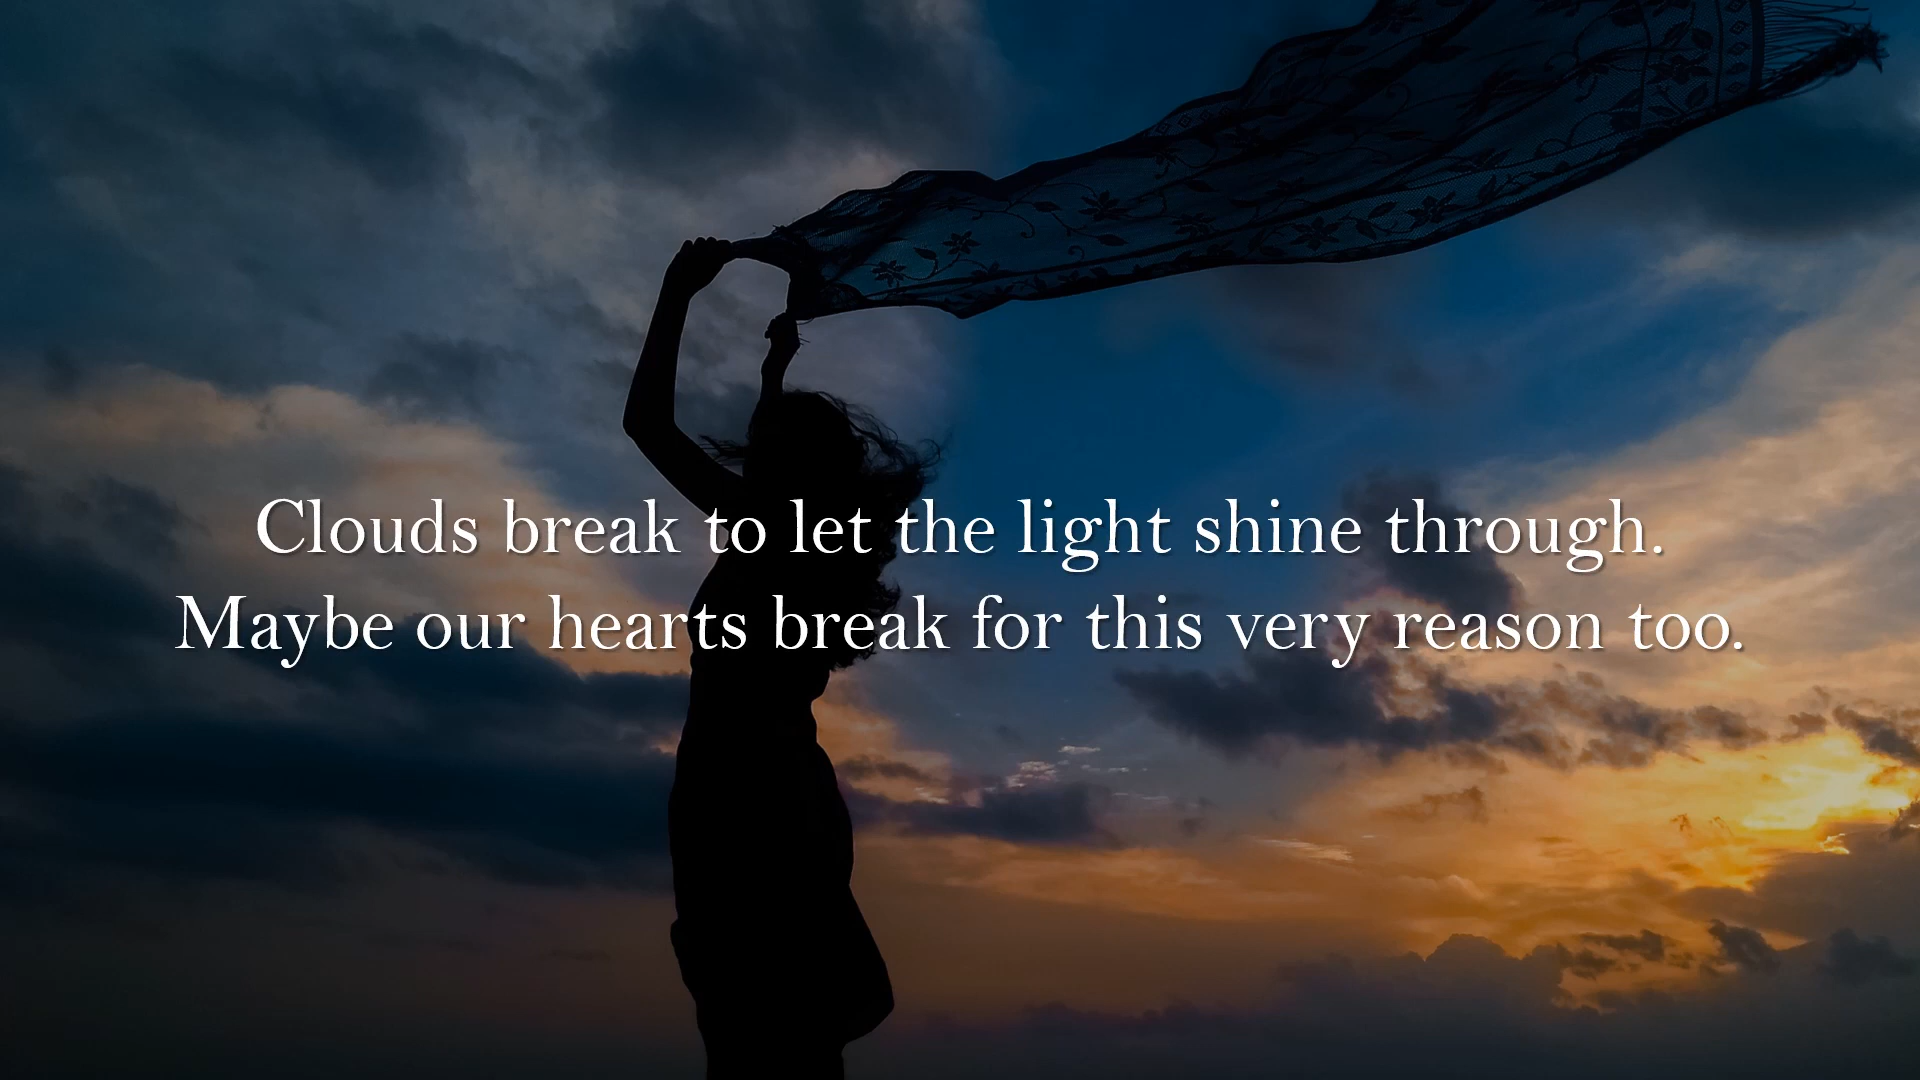 Clouds break to let the light shine through.
Maybe our hearts break for this very reason too.